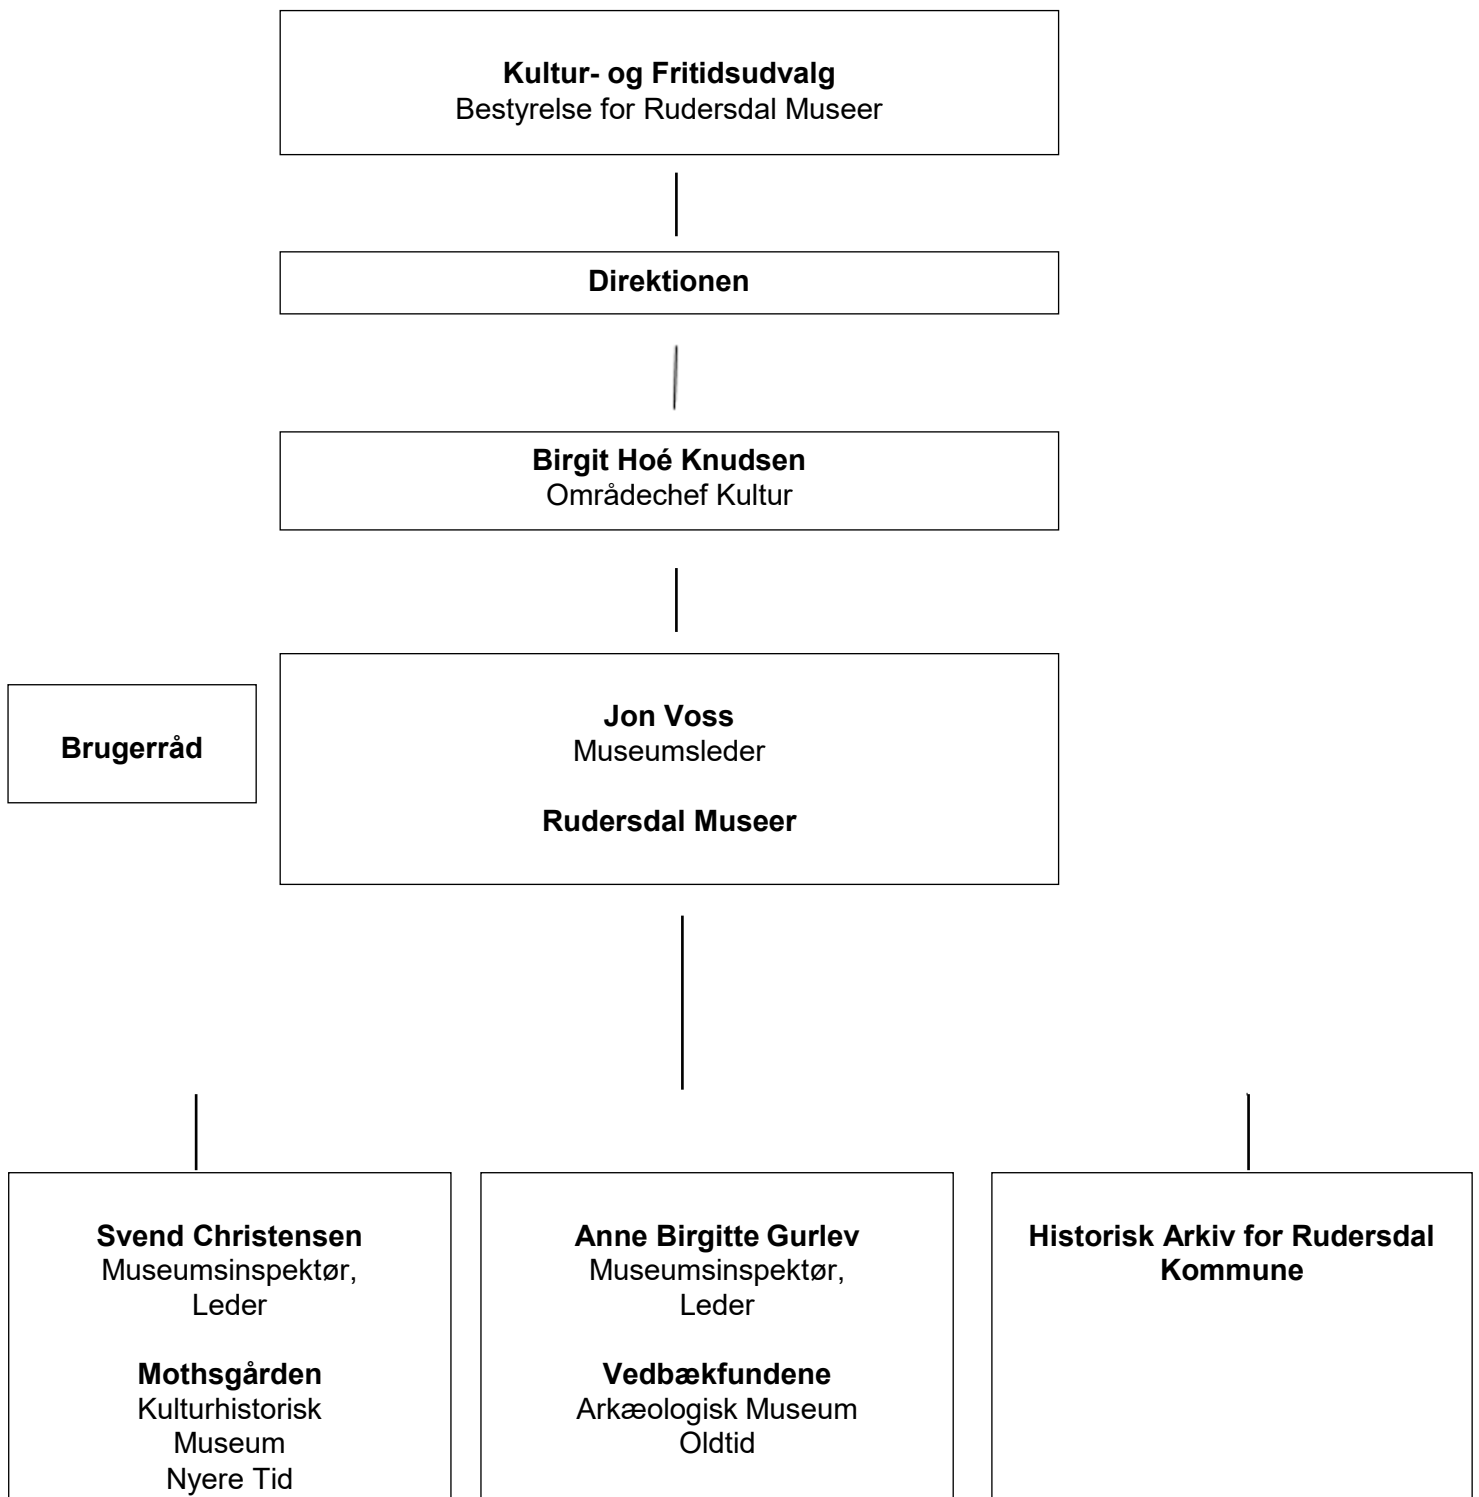 Kultur- og Fritidsudvalg
Bestyrelse for Rudersdal Museer
Direktionen
Birgit Hoé Knudsen
Områdechef Kultur
Brugerråd
Jon Voss
Museumsleder
Rudersdal Museer
Svend Christensen
Museumsinspektør,
Leder
Mothsgården
Kulturhistorisk
Museum
Nyere Tid
Anne Birgitte Gurlev
Museumsinspektør,
Leder
Vedbækfundene
Arkæologisk Museum
Oldtid
Historisk Arkiv for Rudersdal
Kommune